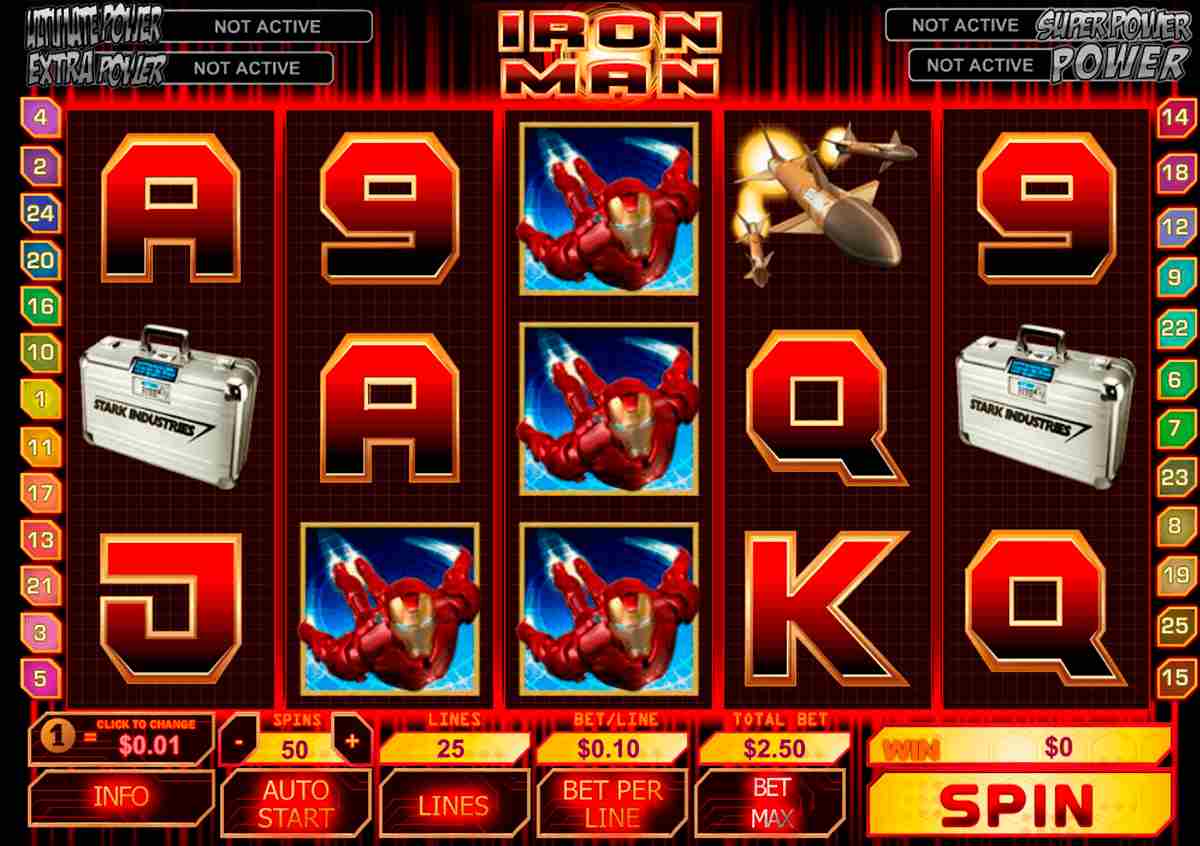 ULTIMATE POWER NOT ACTIVE
EXTRA POWER NOT ACTIVE
IRON
MAN
NOT ACTIVE SUPER POWER
NOT ACTIVE POWER
4
2
24
20
16
10
1
11
17
13
21
3
5
A 9 9
STARK INDUSTRIES A Q STARK INDUSTRIES
J K Q
14
18
12
9
22
6
7
23
8
19
25
15
1 = CLICK TO CHANGE
$0.01
SPINS
- 50 +
LINES
25
BET/LINE
$0.10
TOTAL BET
$2.50
WIN $0
INFO
AUTO
START
LINES
BET PER
LINE
BET
MAX
SPIN